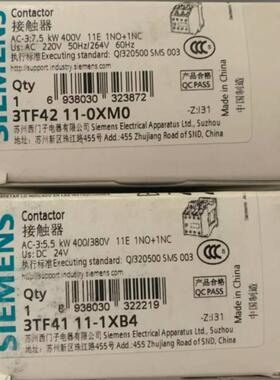 SIEMENS
Contactor
接触器
AC-3:7.5 kW 400V 11E 1NO+1NC
Us: AC 220V 50Hz/264V 60Hz
执行标准Executing standard: Q/320500 SMS 003
http://support.industry.siemens.com
产品合格
QC PASS
Qty
1
6 938030 323872
3TF42 11-0XM0
-Z:I31
苏州西门子电器有限公司 Siemens Electrical Apparatus Ltd., Suzhou
地址: 苏州新区珠江路455号 Add: 455 Zhujiang Road of SND, China
Made in China
中国制造
SIEMENS
Contactor
接触器
AC-3:5.5 kW 400/380V 11E 1NO+1NC
Us: DC 24V
执行标准Executing standard: Q/320500 SMS 003
http://support.industry.siemens.com
产品合格
QC PASS
Qty
1
6 938030 322219
3TF41 11-1XB4
-Z:I31
苏州西门子电器有限公司 Siemens Electrical Apparatus Ltd., Suzhou
地址: 苏州新区珠江路455号 Add: 455 Zhujiang Road of SND, China
Made in China
中国制造